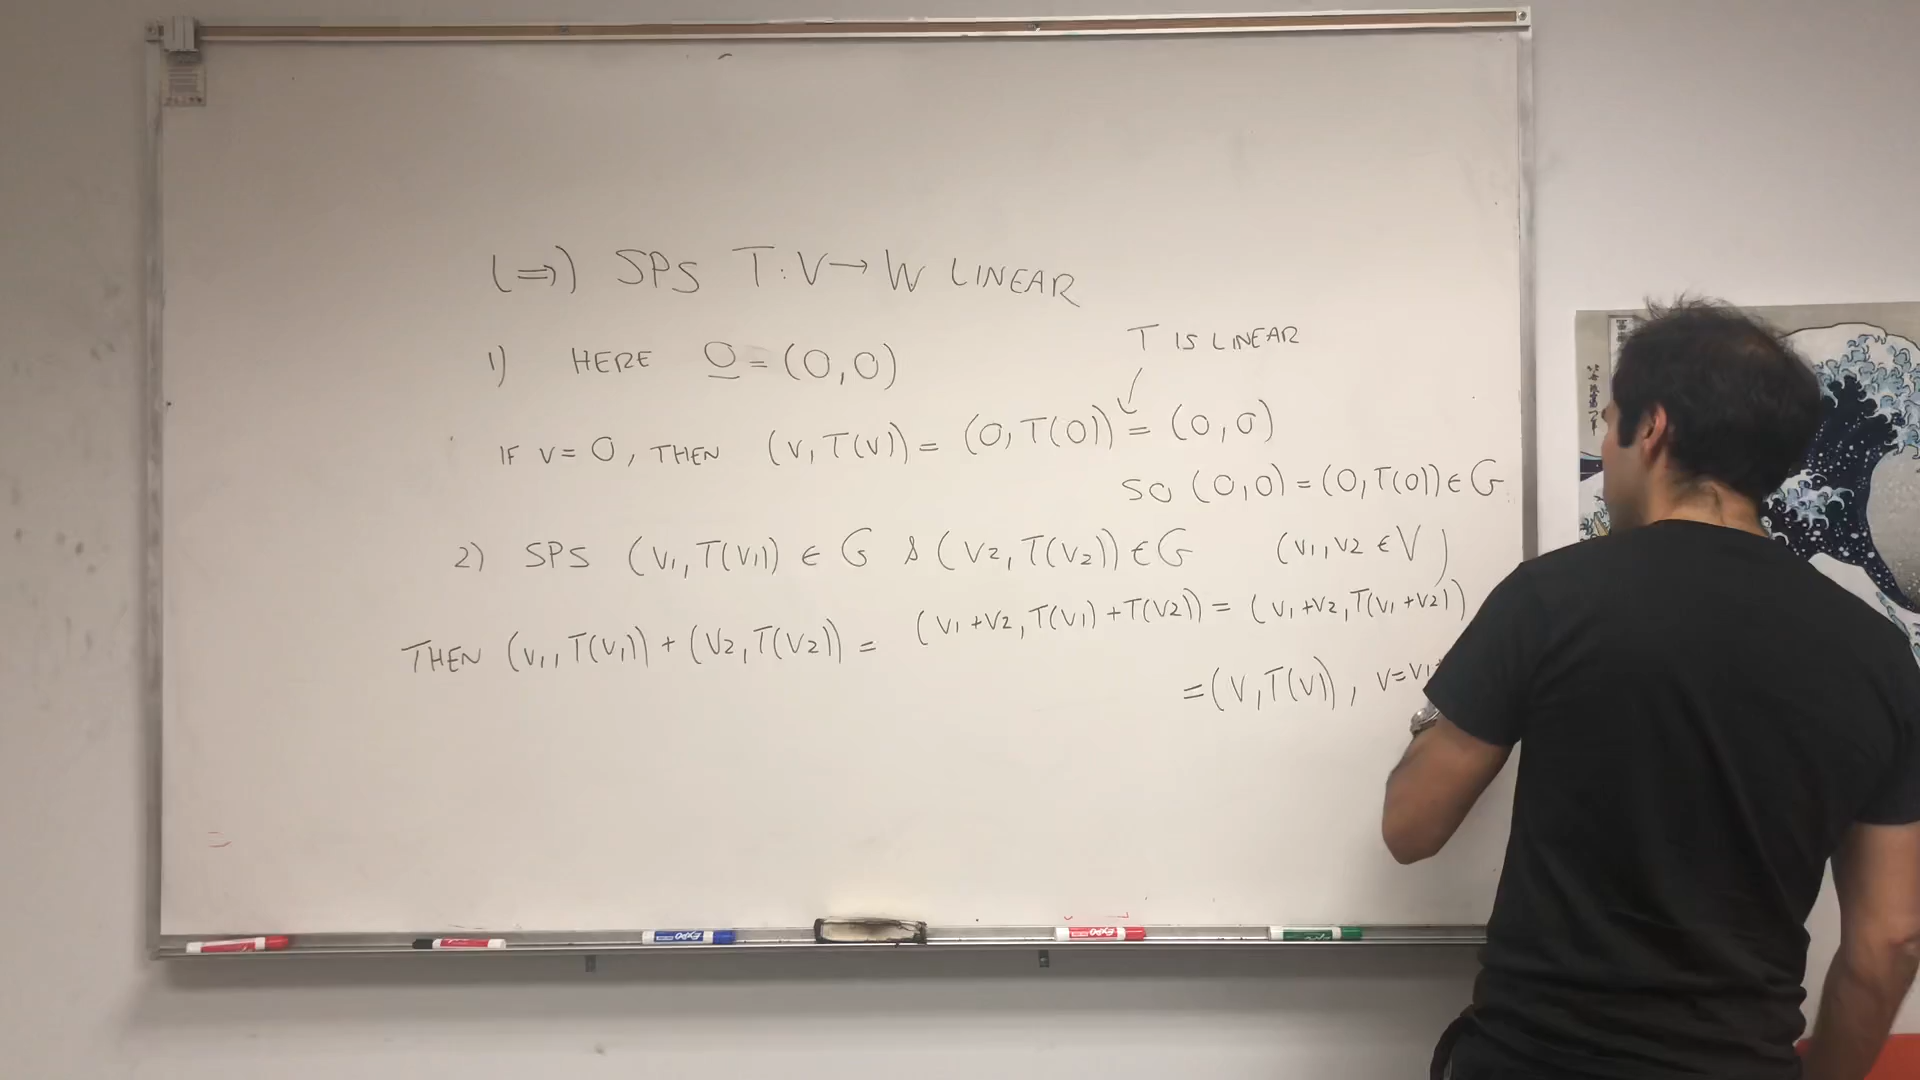 (⇒) SPS T:V→W LINEAR
T IS LINEAR
1) HERE 0 = (0,0)
IF V=0, THEN (V,T(V)) = (0,T(0)) = (0,0)
SO (0,0) = (0,T(0)) ∈ G
2) SPS (V1,T(V1)) ∈ G & (V2,T(V2)) ∈ G (V1,V2 ∈ V)
THEN (V1,T(V1)) + (V2,T(V2)) = (V1+V2,T(V1)+T(V2)) = (V1+V2,T(V1+V2))
=(V,T(V)), V=V1
EXPO
EXPO